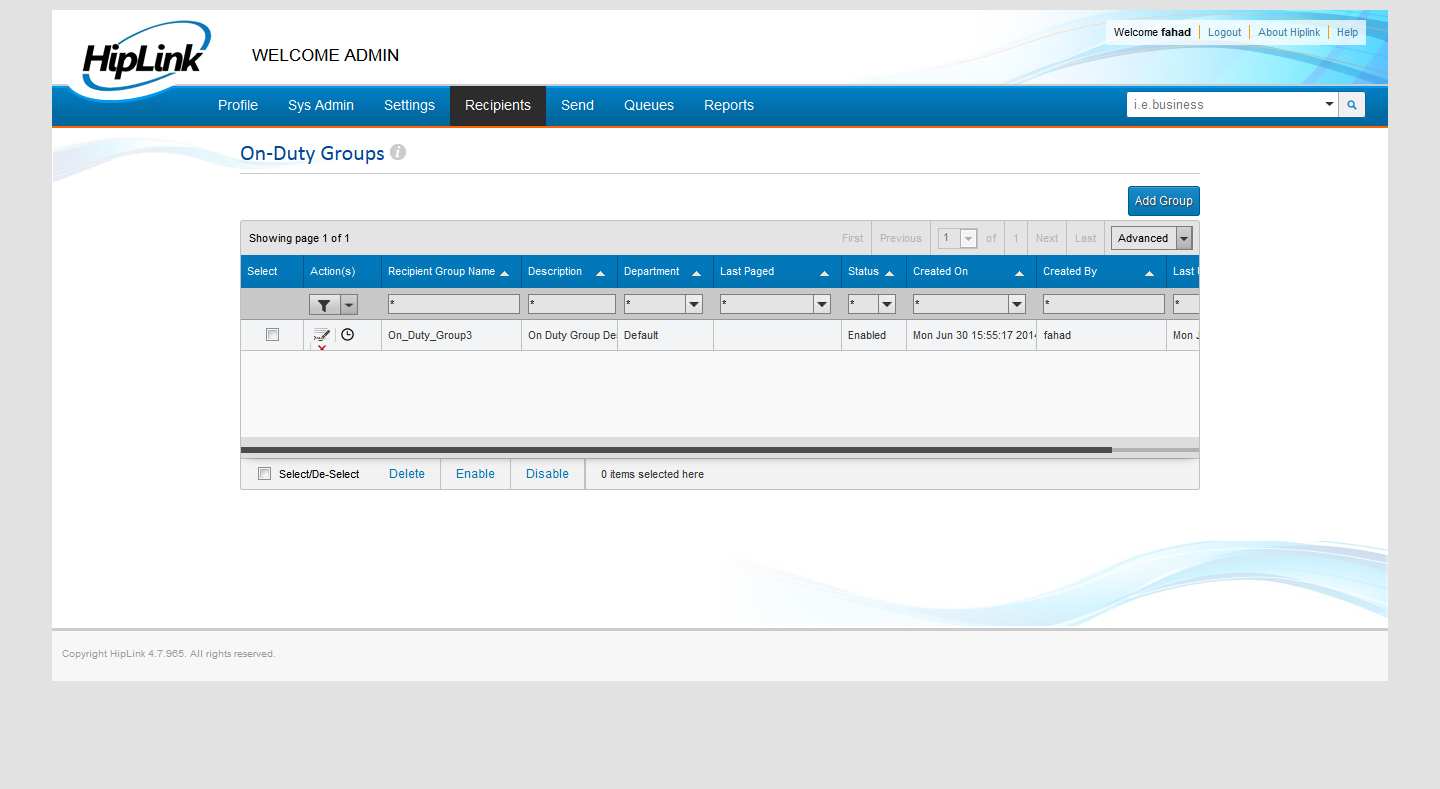 HipLink
WELCOME ADMIN
Welcome fahad Logout About Hiplink Help
Profile Sys Admin Settings Recipients Send Queues Reports
i.e.business
On-Duty Groups i
Add Group
Showing page 1 of 1 First Previous 1 of 1 Next Last Advanced
Select Action(s) Recipient Group Name Description Department Last Paged Status Created On Created By Last U
* * * * * * * *
On_Duty_Group3 On Duty Group De Default Enabled Mon Jun 30 15:55:17 2014 fahad Mon J
Select/De-Select Delete Enable Disable 0 items selected here
Copyright HipLink 4.7.965. All rights reserved.